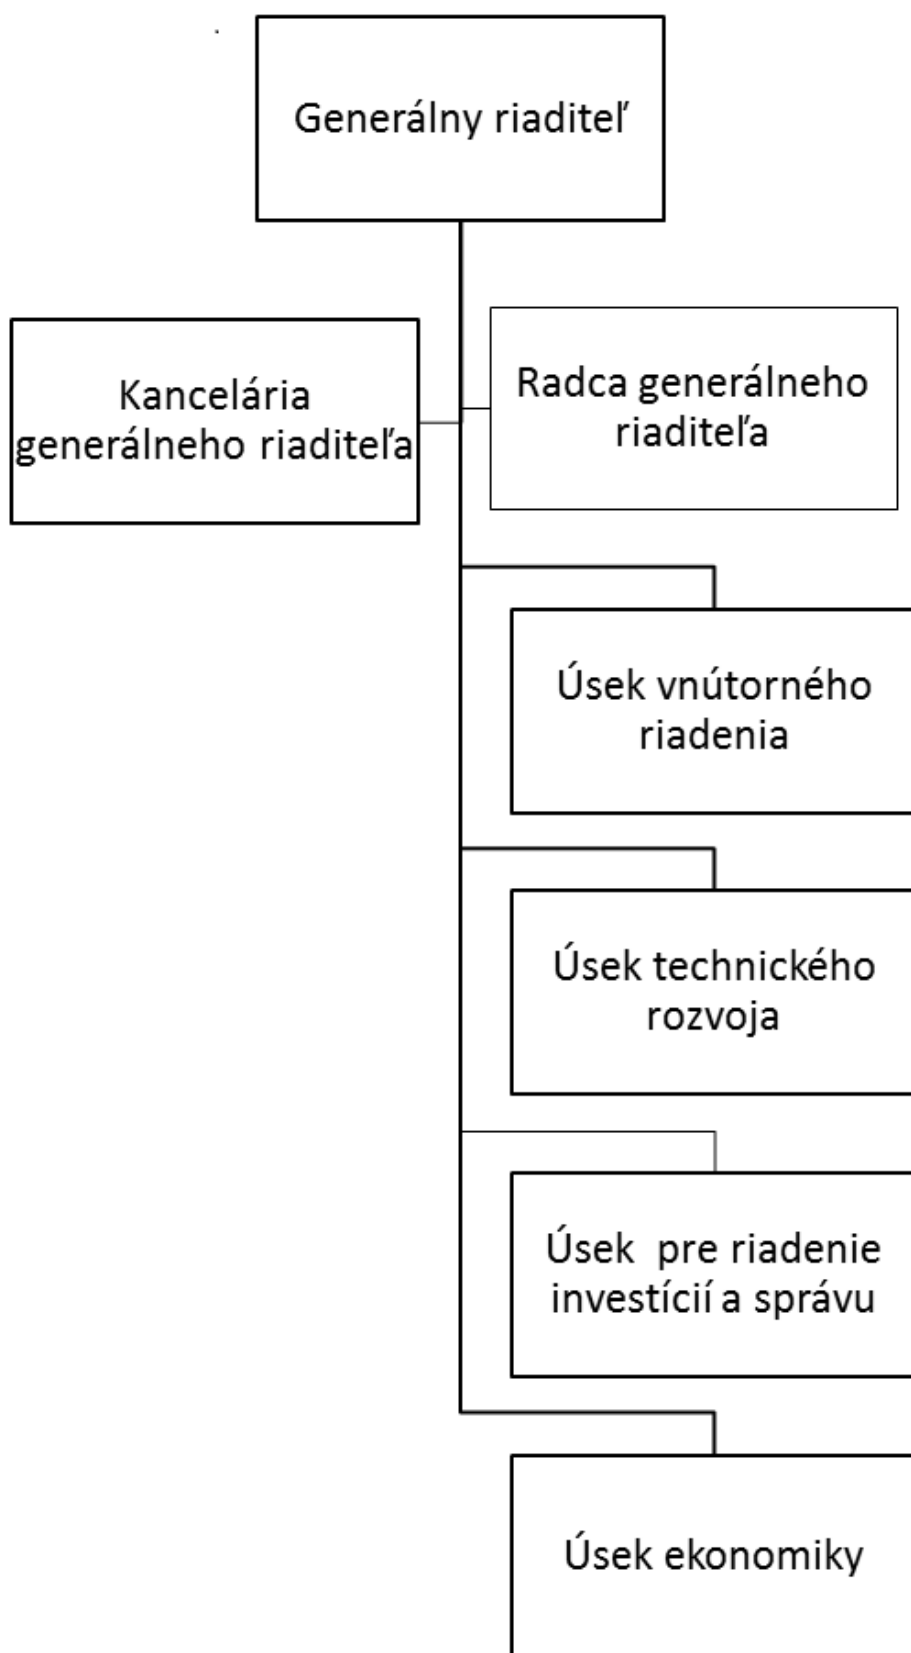 Generálny riaditeľ
Kancelária
generálneho riaditeľa
Radca generálneho
riaditeľa
Úsek vnútorného
riadenia
Úsek technického
rozvoja
Úsek  pre riadenie
investícií a správu
Úsek ekonomiky